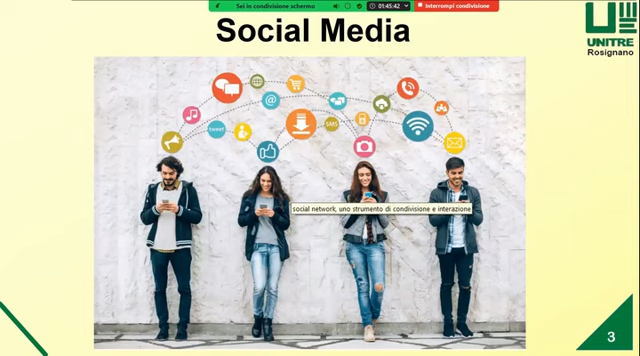 Sei in condivisione schermo
01:45:42
Interrompi condivisione
Social Media
UNITRE
Rosignano
@
tweet
SMS
social network, uno strumento di condivisione e interazione
3